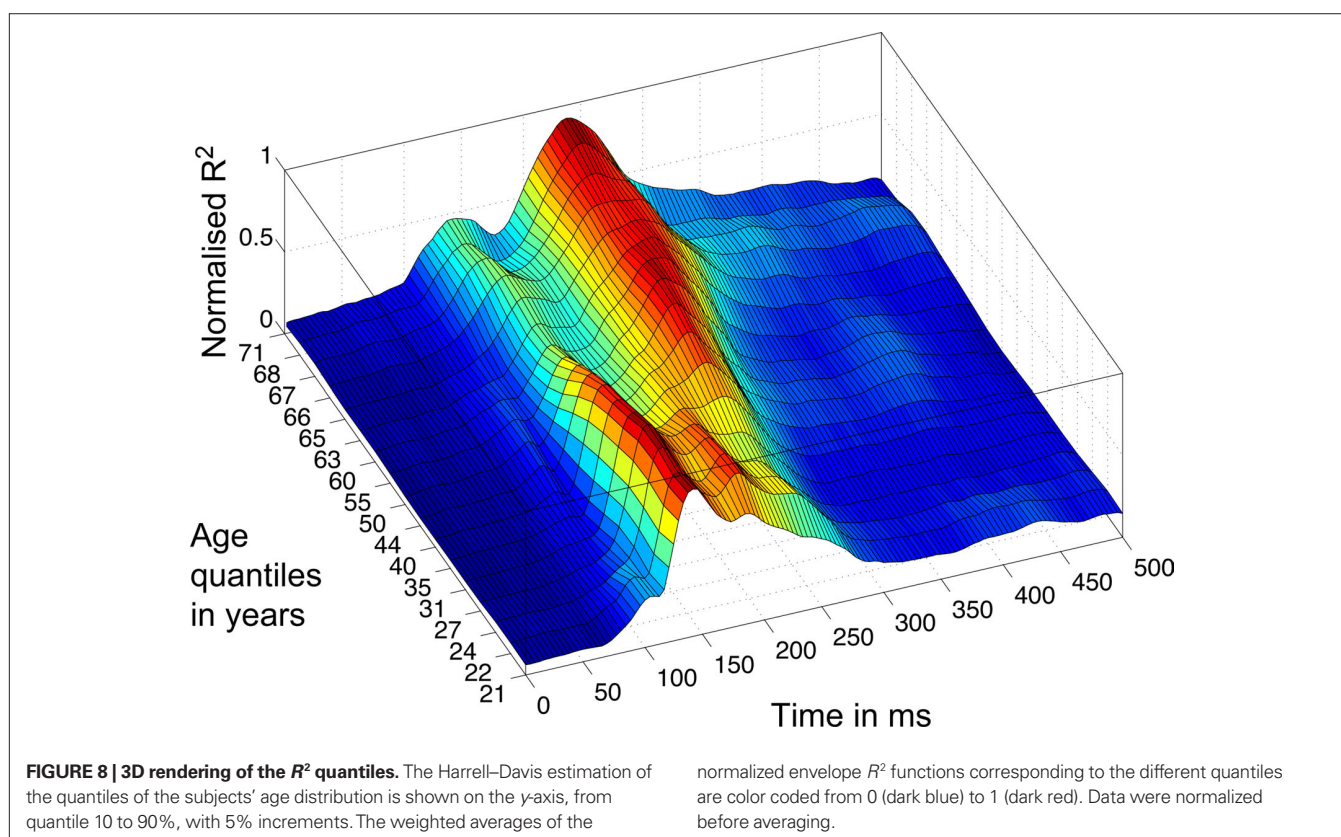 Normalised R²
1
0.5
0
71
68
67
66
65
63
60
55
50
44
40
35
31
27
24
22
21
Age
quantiles
in years
0
50
100
150
200
250
300
350
400
450
500
Time in ms
FIGURE 8 | 3D rendering of the R² quantiles. The Harrell–Davis estimation of
the quantiles of the subjects’ age distribution is shown on the y-axis, from
quantile 10 to 90%, with 5% increments. The weighted averages of the
normalized envelope R² functions corresponding to the different quantiles
are color coded from 0 (dark blue) to 1 (dark red). Data were normalized
before averaging.